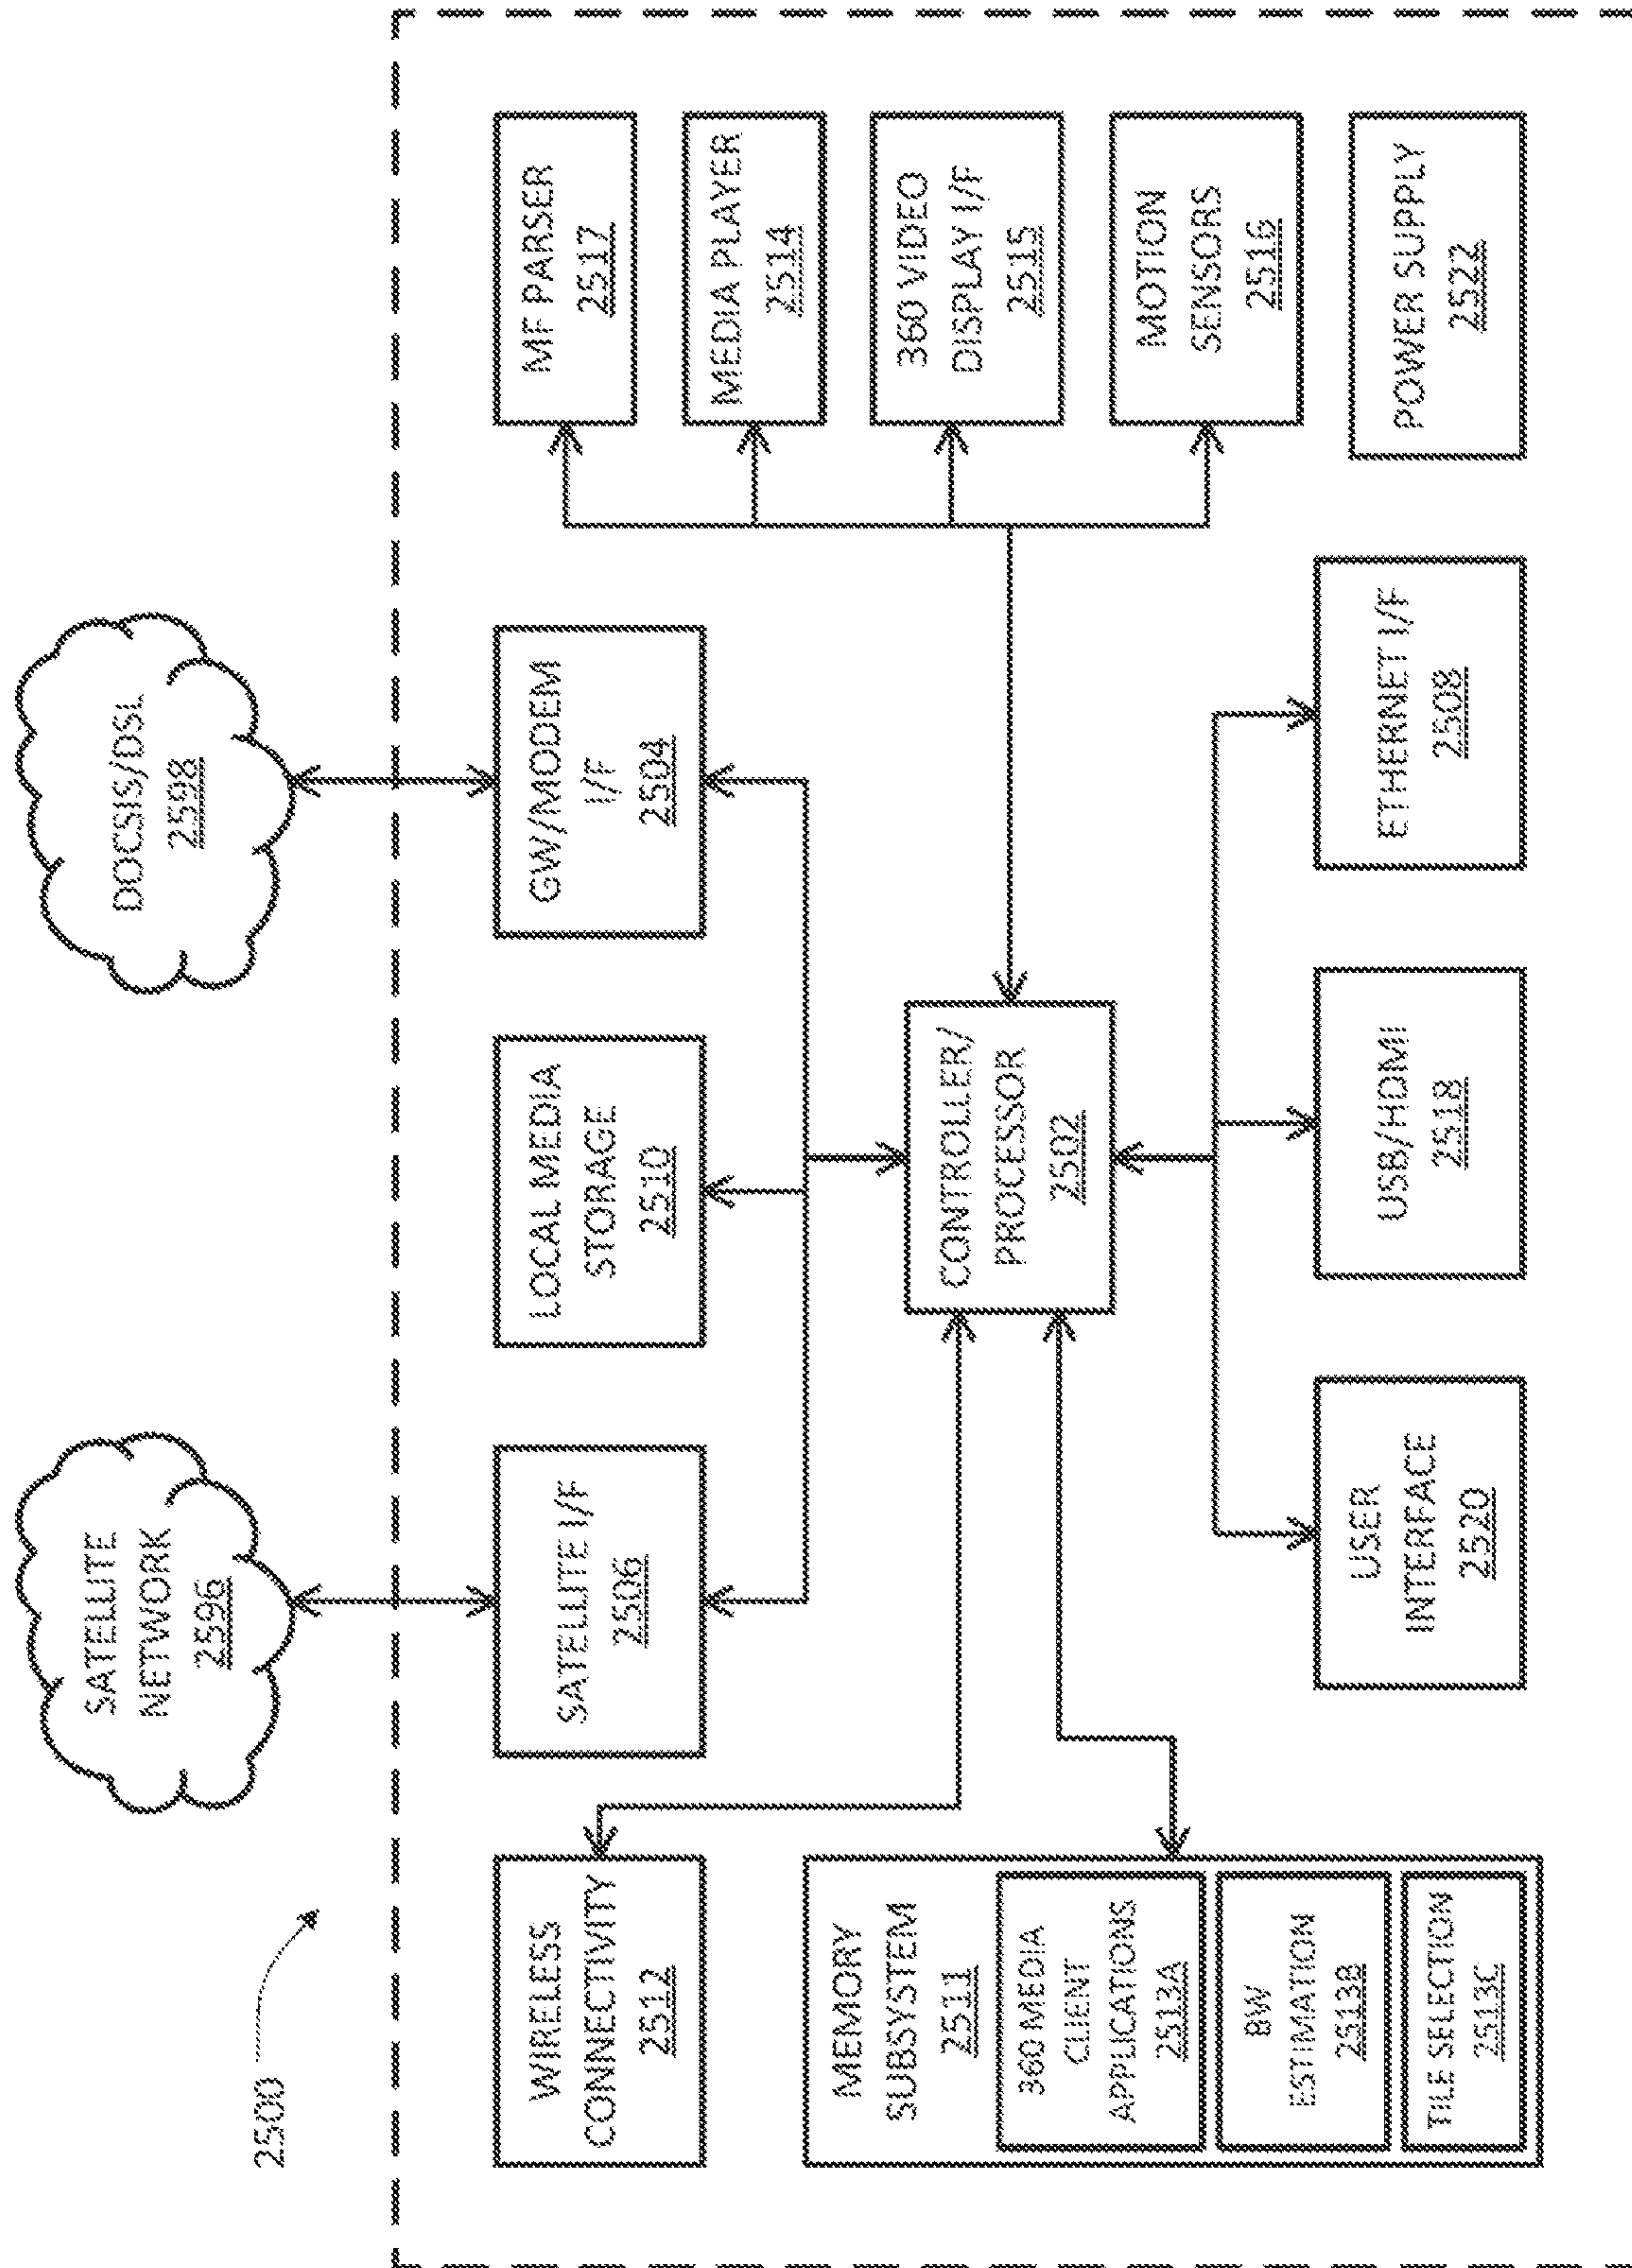 2500
SATELLITE
NETWORK
2596
DOCSIS/DSL
2598
WIRELESS
CONNECTIVITY
2512
SATELLITE I/F
2506
LOCAL MEDIA
STORAGE
2510
GW/MODEM
I/F
2504
MF PARSER
2517
MEDIA PLAYER
2514
360 VIDEO
DISPLAY I/F
2515
MOTION
SENSORS
2516
POWER SUPPLY
2522
MEMORY
SUBSYSTEM
2511
360 MEDIA
CLIENT
APPLICATIONS
2513A
BW
ESTIMATION
2513B
TILE SELECTION
2513C
CONTROLLER/
PROCESSOR
2502
USER
INTERFACE
2520
USB/HDMI
2518
ETHERNET I/F
2508